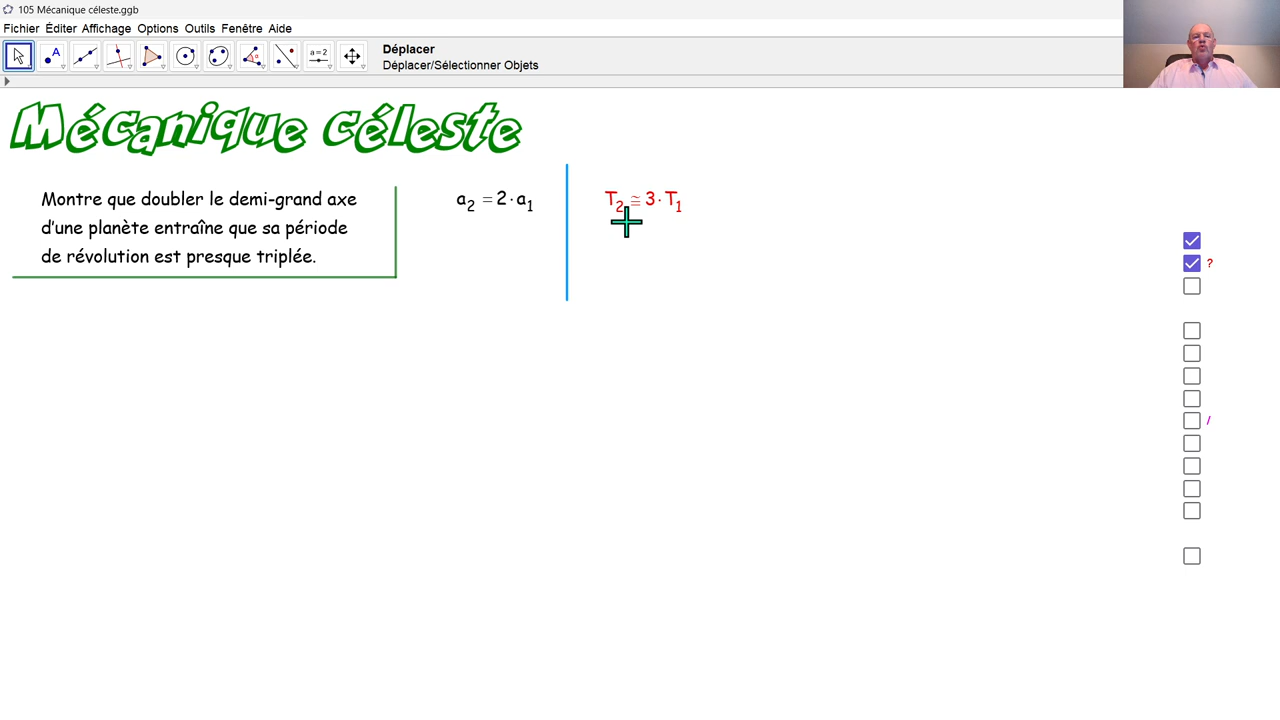 105 Mécanique céleste.ggb
Fichier Éditer Affichage Options Outils Fenêtre Aide
A
a=2
Déplacer
Déplacer/Sélectionner Objets
Mécanique céleste
Montre que doubler le demi-grand axe
d'une planète entraîne que sa période
de révolution est presque triplée.
a₂ = 2·a₁
T₂ ≅ 3·T₁
?
/